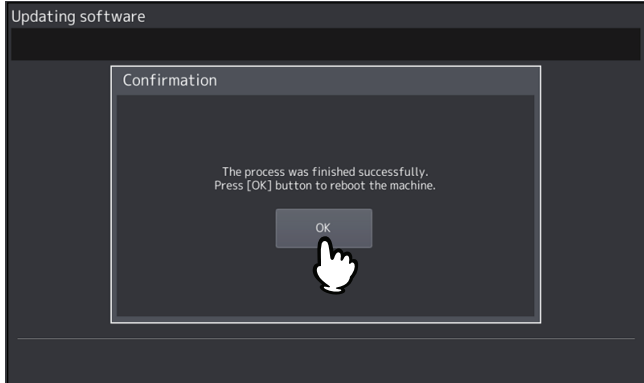 Updating software
Confirmation
The process was finished successfully.
Press [OK] button to reboot the machine.
OK